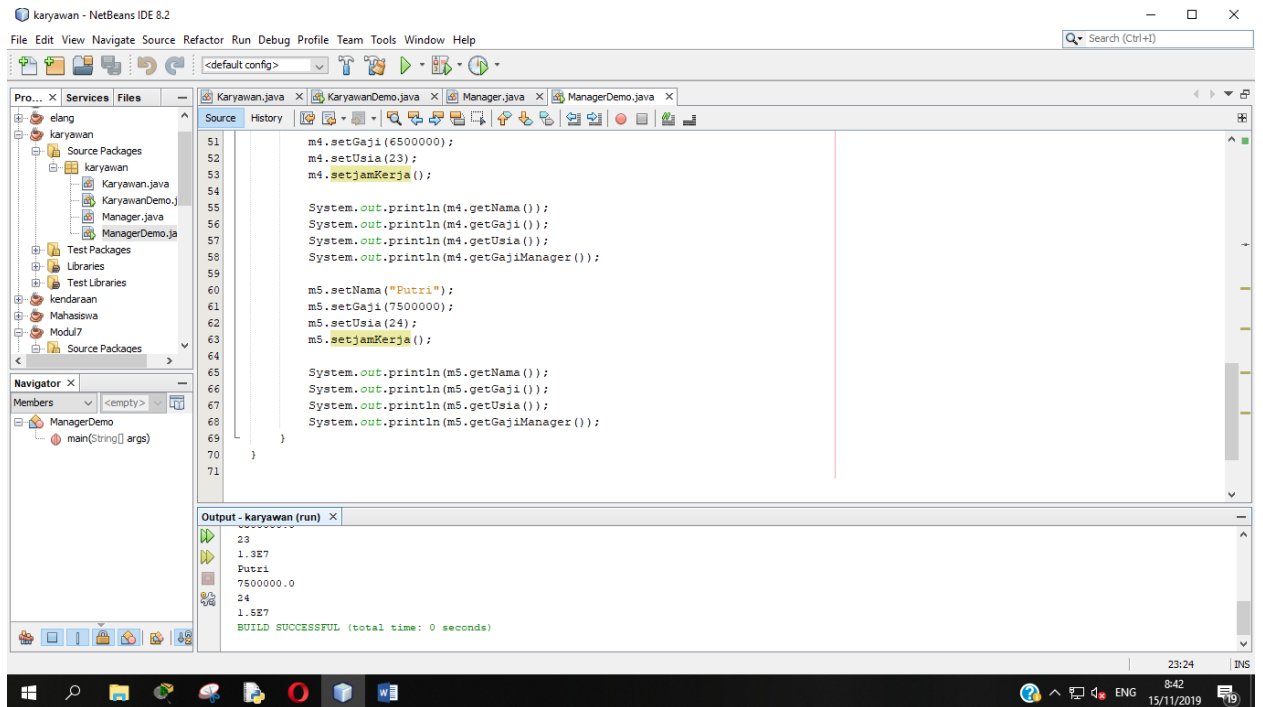 karyawan - NetBeans IDE 8.2
File Edit View Navigate Source Refactor Run Debug Profile Team Tools Window Help
Search (Ctrl+I)
<default config>
Pro... Services Files
Karyawan.java KaryawanDemo.java Manager.java ManagerDemo.java
Source History
elang
karyawan
Source Packages
karyawan
Karyawan.java
KaryawanDemo.j
Manager.java
ManagerDemo.ja
Test Packages
Libraries
Test Libraries
kendaraan
Mahasiswa
Modul7
Source Packages
Navigator
Members <empty>
ManagerDemo
main(String[] args)
51 m4.setGaji(6500000);
52 m4.setUsia(23);
53 m4.setjamKerja();
54
55 System.out.println(m4.getNama());
56 System.out.println(m4.getGaji());
57 System.out.println(m4.getUsia());
58 System.out.println(m4.getGajiManager());
59
60 m5.setNama("Putri");
61 m5.setGaji(7500000);
62 m5.setUsia(24);
63 m5.setjamKerja();
64
65 System.out.println(m5.getNama());
66 System.out.println(m5.getGaji());
67 System.out.println(m5.getUsia());
68 System.out.println(m5.getGajiManager());
69 }
70 }
71
Output - karyawan (run)
23
1.3E7
Putri
7500000.0
24
1.5E7
BUILD SUCCESSFUL (total time: 0 seconds)
23:24 INS
ENG
8:42
15/11/2019
19